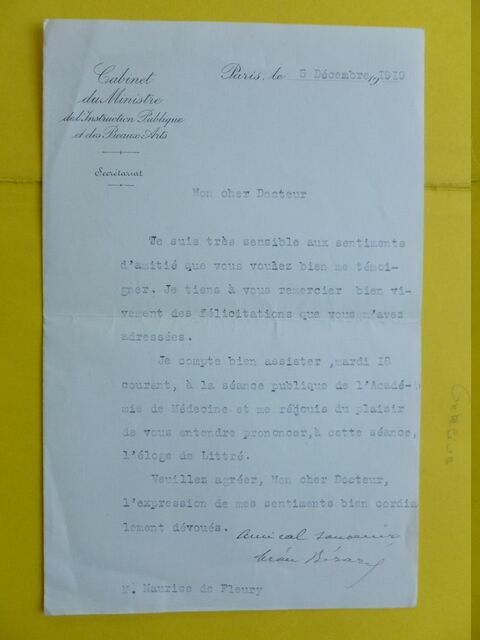 Cabinet
du Ministre
de l'Instruction Publique
et des Beaux Arts
Secrétariat
Paris, le 5 Décembre 1919
Mon cher Docteur
Je suis très sensible aux sentiments
d'amitié que vous voulez bien me témoi-
gner. Je tiens à vous remercier bien vi-
vement des félicitations que vous m'avez
adressées.
Je compte bien assister ,mardi 10
courant, à la séance publique de l'Acadé-
mie de Médecine et me réjouis du plaisir
de vous entendre prononcer,à cette séance,
l'éloge de Littré.
Veuillez agréer, Mon cher Docteur,
l'expression de mes sentiments bien cordia
lement dévoués.
Amical souvenir
Léon Bérard
M. Maurice de Fleury